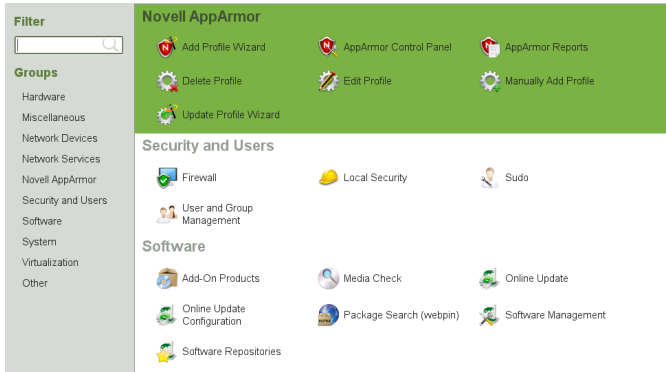 Filter
Groups
Hardware
Miscellaneous
Network Devices
Network Services
Novell AppArmor
Security and Users
Software
System
Virtualization
Other
Novell AppArmor
Add Profile Wizard
AppArmor Control Panel
AppArmor Reports
Delete Profile
Edit Profile
Manually Add Profile
Update Profile Wizard
Security and Users
Firewall
Local Security
Sudo
User and Group
Management
Software
Add-On Products
Media Check
Online Update
Online Update
Configuration
Package Search (webpin)
Software Management
Software Repositories